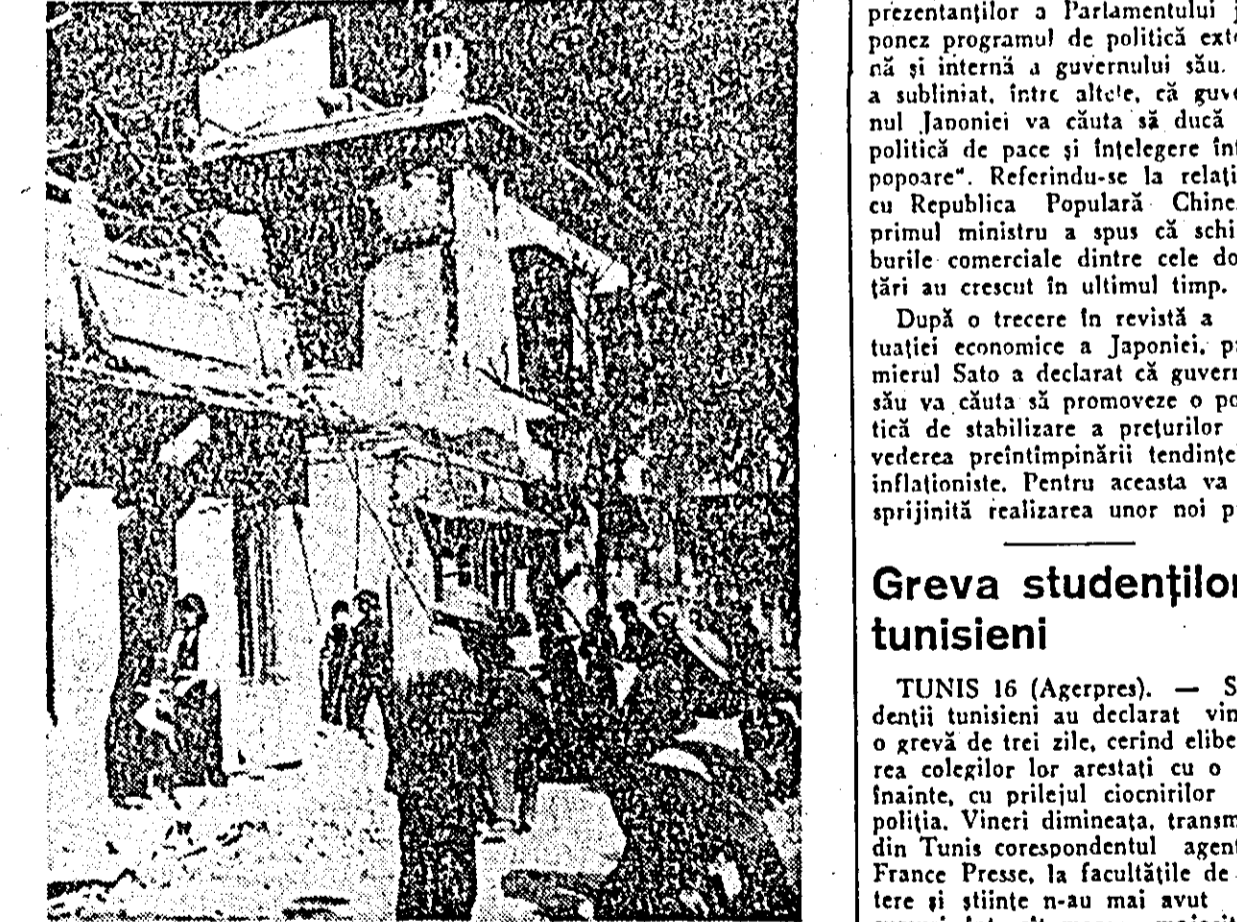 prezentanților a Parlamentului
ponez programul de politică exte
nă și internă a guvernului său.
a subliniat, între altele, că guve
nul Japoniei va căuta să ducă
politică de pace și înțelegere înt
popoare". Referindu-se la relați
cu Republica Populară Chine
primul ministru a spus că schi
burile comerciale dintre cele do
țări au crescut în ultimul timp.
După o trecere în revistă a
tuației economice a Japoniei, pr
mierul Sato a declarat că guvern
său va căuta să promoveze o po
tică de stabilizare a prețurilor
vederea preîntîmpinării tendințe
inflaționiste. Pentru aceasta va
sprijinită realizarea unor noi p
Greva studenților
tunisieni
TUNIS 16 (Agerpres). — S
denții tunisieni au declarat vin
o grevă de trei zile, cerînd elibe
rea colegilor lor arestați cu o
înainte, cu prilejul ciocnirilor
poliția. Vineri dimineața, transm
din Tunis corespondentul agent
France Presse, la facultățile de
tere și științe n-au mai avut